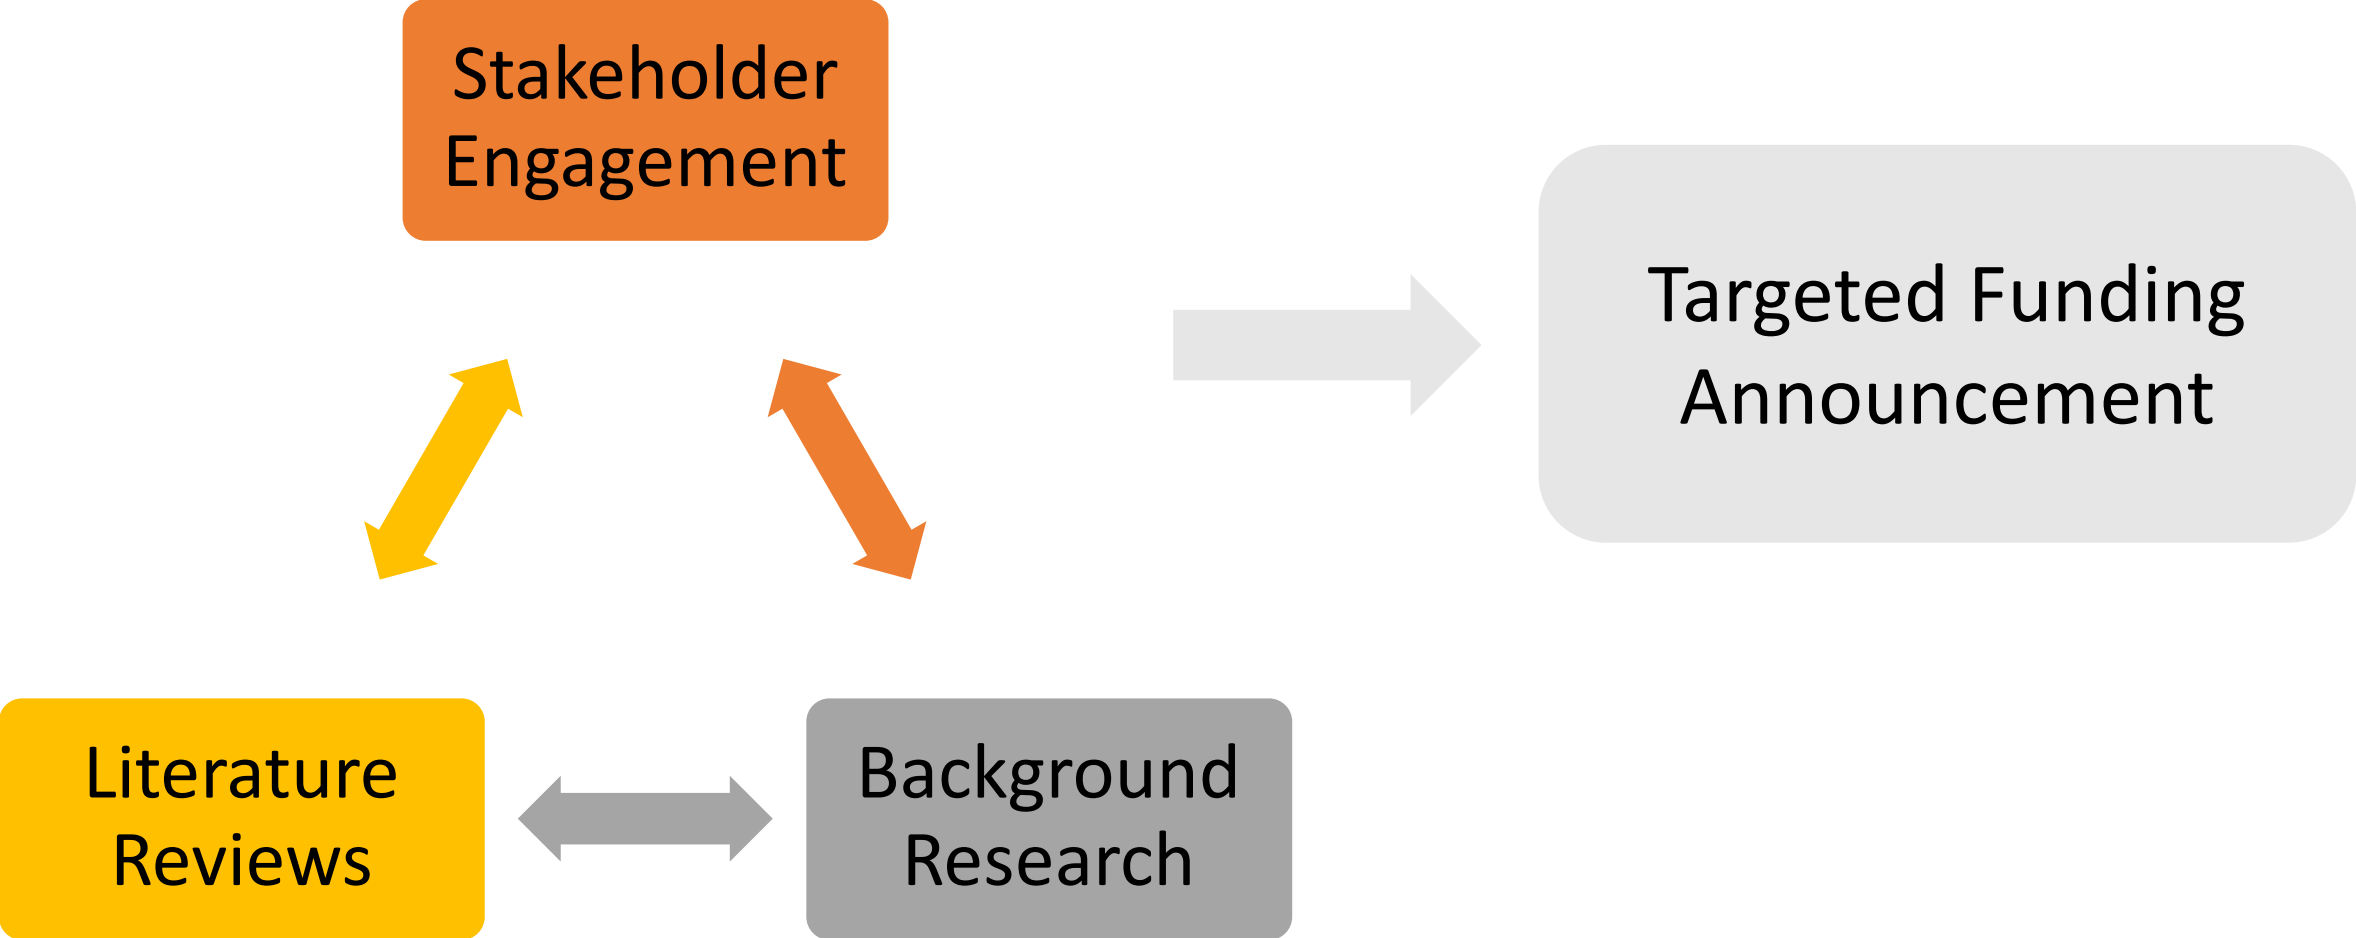 Stakeholder
Engagement
Targeted Funding
Announcement
Literature
Reviews
Background
Research